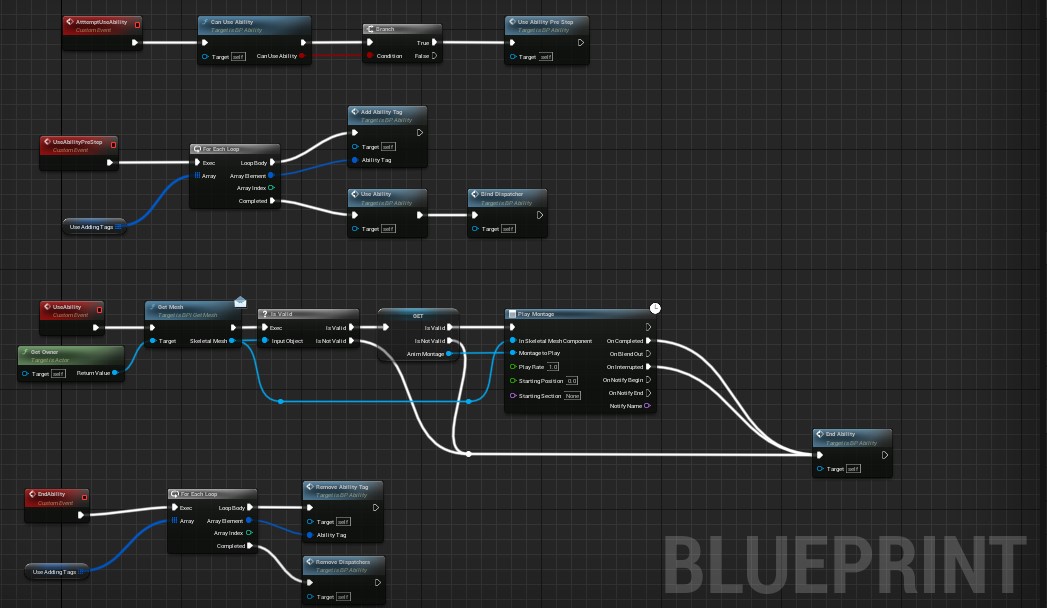 AtttemptUseAbility
Custom Event
Can Use Ability
Target is BP Ability
Target self
Can Use Ability
Branch
True
Condition
False
Use Ability Pre Step
Target is BP Ability
Target self
UseAbilityPreStep
Custom Event
Use Adding Tags
For Each Loop
Exec
Loop Body
Array
Array Element
Array Index
Completed
Add Ability Tag
Target is BP Ability
Target self
Ability Tag
Use Ability
Target is BP Ability
Target self
Bind Dispatcher
Target is BP Ability
Target self
UseAbility
Custom Event
Get Owner
Target is Actor
Target self
Return Value
Get Mesh
Target is BPI Get Mesh
Target
Skeletal Mesh
Is Valid
Exec
Is Valid
Input Object
Is Not Valid
GET
Is Valid
Is Not Valid
Anim Montage
Play Montage
In Skeletal Mesh Component
On Completed
Montage to Play
On Blend Out
Play Rate 1.0
On Interrupted
Starting Position 0.0
On Notify Begin
Starting Section None
On Notify End
Notify Name
End Ability
Target is BP Ability
Target self
EndAbility
Custom Event
Use Adding Tags
For Each Loop
Exec
Loop Body
Array
Array Element
Array Index
Completed
Remove Ability Tag
Target is BP Ability
Target self
Ability Tag
Remove Dispatchers
Target is BP Ability
Target self
BLUEPRINT